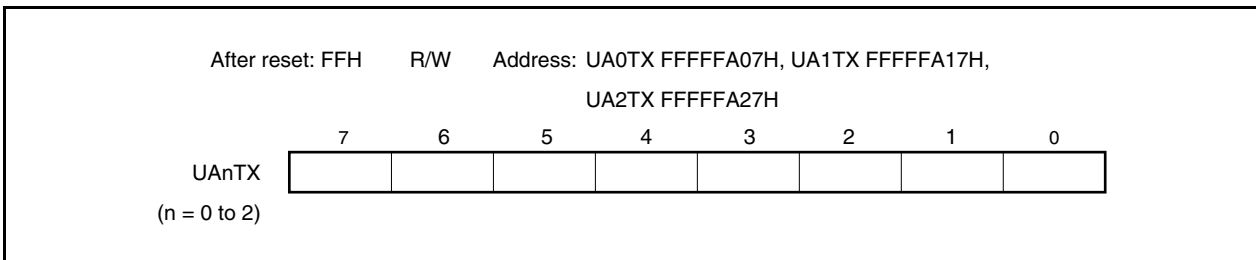 After reset: FFH R/W Address: UA0TX FFFFFA07H, UA1TX FFFFFA17H,
UA2TX FFFFFA27H
7 6 5 4 3 2 1 0
UAnTX
(n = 0 to 2)